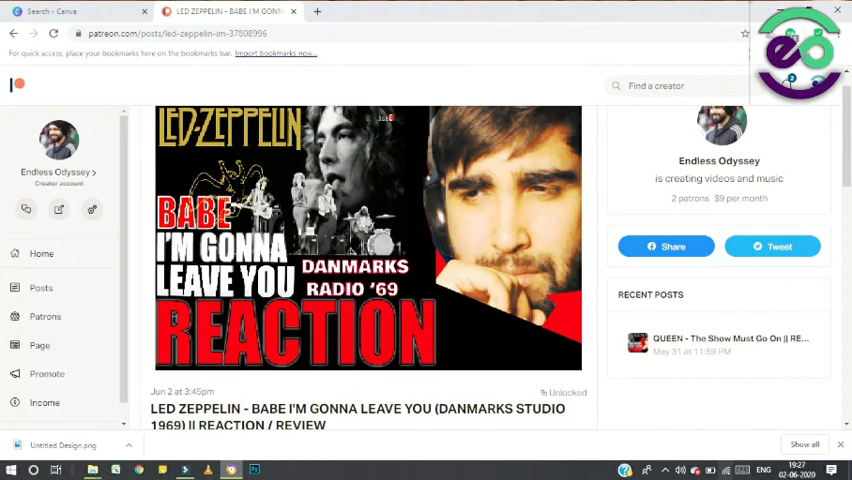 Search - Canva
LED ZEPPELIN - BABE I'M GONN
patreon.com/posts/led-zeppelin-im-37808996
For quick access, place your bookmarks here on the bookmarks bar. Import bookmarks now...
Find a creator
eo
2
Endless Odyssey
Creator account
Home
Posts
Patrons
Page
Promote
Income
LED-ZEPPELIN
BABE
I'M GONNA
LEAVE YOU
DANMARKS
RADIO '69
REACTION
Jun 2 at 3:45pm
Unlocked
LED ZEPPELIN - BABE I'M GONNA LEAVE YOU (DANMARKS STUDIO
1969) || REACTION / REVIEW
Endless Odyssey
is creating videos and music
2 patrons $9 per month
Share
Tweet
RECENT POSTS
QUEEN - The Show Must Go On || RE...
May 31 at 11:59 PM
Untitled Design.png
Show all
ENG
19:27
02-06-2020